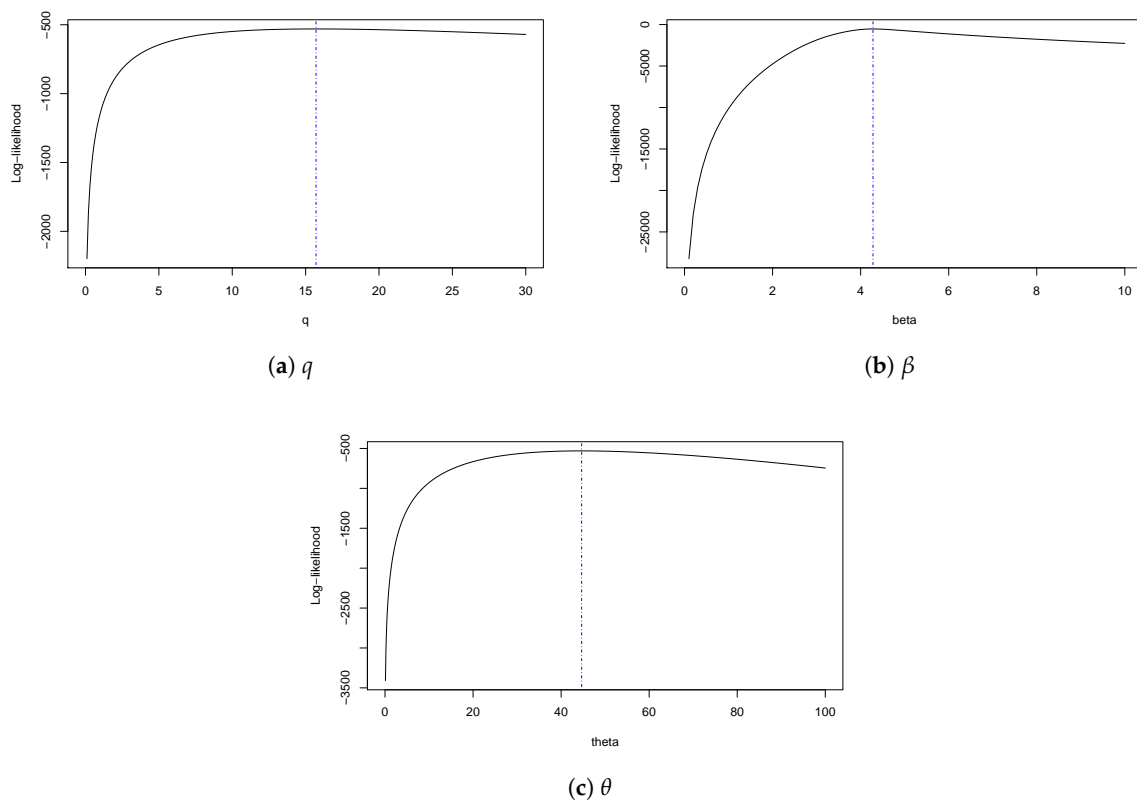 −500
−1000
−1500
−2000
Log−likelihood
0 5 10 15 20 25 30
q
(a) q
0
−5000
−15000
−25000
Log−likelihood
0 2 4 6 8 10
beta
(b) β
−500
−1500
−2500
−3500
Log−likelihood
0 20 40 60 80 100
theta
(c) θ